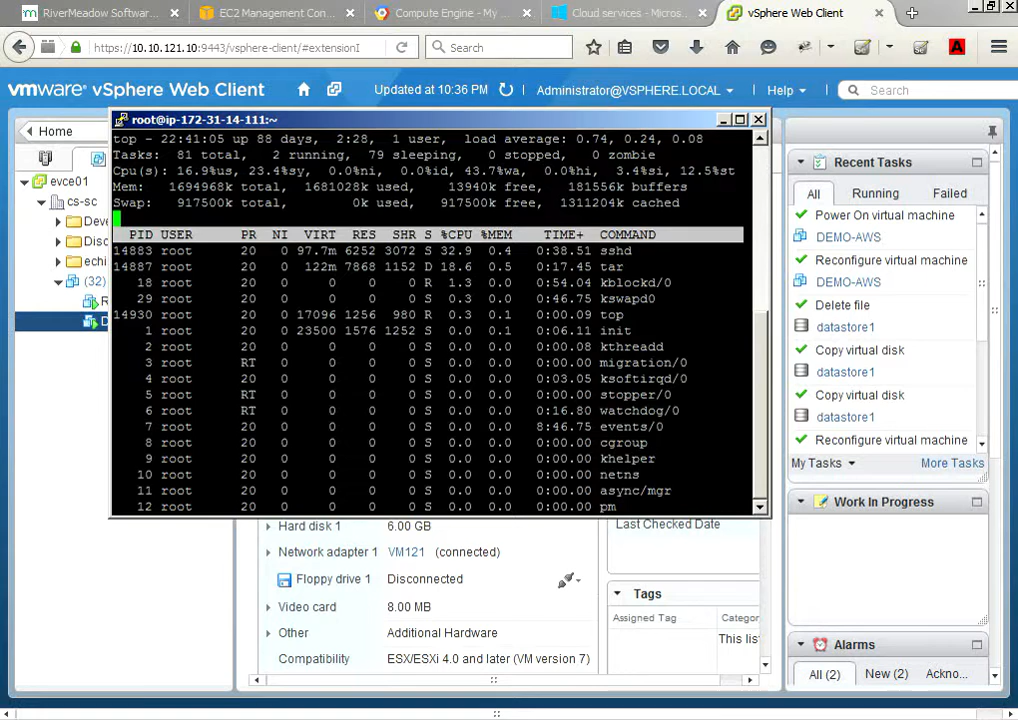 RiverMeadow Softwar...
EC2 Management Con...
Compute Engine - My ...
Cloud services - Micros...
vSphere Web Client
https://10.10.121.10:9443/vsphere-client/#extensionI
Search
vmware® vSphere Web Client
Updated at 10:36 PM
Administrator@VSPHERE.LOCAL
Help
Search
Home
evce01
cs-sc
Deve
Disc
echi
(32)
R
D
root@ip-172-31-14-111:~
top - 22:41:05 up 88 days, 2:28, 1 user, load average: 0.74, 0.24, 0.08
Tasks: 81 total, 2 running, 79 sleeping, 0 stopped, 0 zombie
Cpu(s): 16.9%us, 23.4%sy, 0.0%ni, 0.0%id, 43.7%wa, 0.0%hi, 3.4%si, 12.5%st
Mem: 1694968k total, 1681028k used, 13940k free, 181556k buffers
Swap: 917500k total, 0k used, 917500k free, 1311204k cached
PID USER PR NI VIRT RES SHR S %CPU %MEM TIME+ COMMAND
14883 root 20 0 97.7m 6252 3072 S 32.9 0.4 0:38.51 sshd
14887 root 20 0 122m 7868 1152 D 18.6 0.5 0:17.45 tar
18 root 20 0 0 0 0 R 1.3 0.0 0:54.04 kblockd/0
29 root 20 0 0 0 0 S 0.3 0.0 0:46.75 kswapd0
14930 root 20 0 17096 1256 980 R 0.3 0.1 0:00.09 top
1 root 20 0 23500 1576 1252 S 0.0 0.1 0:06.11 init
2 root 20 0 0 0 0 S 0.0 0.0 0:00.08 kthreadd
3 root RT 0 0 0 0 S 0.0 0.0 0:00.00 migration/0
4 root 20 0 0 0 0 S 0.0 0.0 0:03.05 ksoftirqd/0
5 root RT 0 0 0 0 S 0.0 0.0 0:00.00 stopper/0
6 root RT 0 0 0 0 S 0.0 0.0 0:16.80 watchdog/0
7 root 20 0 0 0 0 S 0.0 0.0 8:46.75 events/0
8 root 20 0 0 0 0 S 0.0 0.0 0:00.00 cgroup
9 root 20 0 0 0 0 S 0.0 0.0 0:00.00 khelper
10 root 20 0 0 0 0 S 0.0 0.0 0:00.00 netns
11 root 20 0 0 0 0 S 0.0 0.0 0:00.00 async/mgr
12 root 20 0 0 0 0 S 0.0 0.0 0:00.00 pm
Hard disk 1 6.00 GB
Network adapter 1 VM121 (connected)
Floppy drive 1 Disconnected
Video card 8.00 MB
Other Additional Hardware
Compatibility ESX/ESXi 4.0 and later (VM version 7)
Last Checked Date
Tags
Assigned Tag Categor
This list
Recent Tasks
All Running Failed
Power On virtual machine
DEMO-AWS
Reconfigure virtual machine
DEMO-AWS
Delete file
datastore1
Copy virtual disk
datastore1
Copy virtual disk
datastore1
Reconfigure virtual machine
My Tasks More Tasks
Work In Progress
Alarms
All (2) New (2) Ackno...